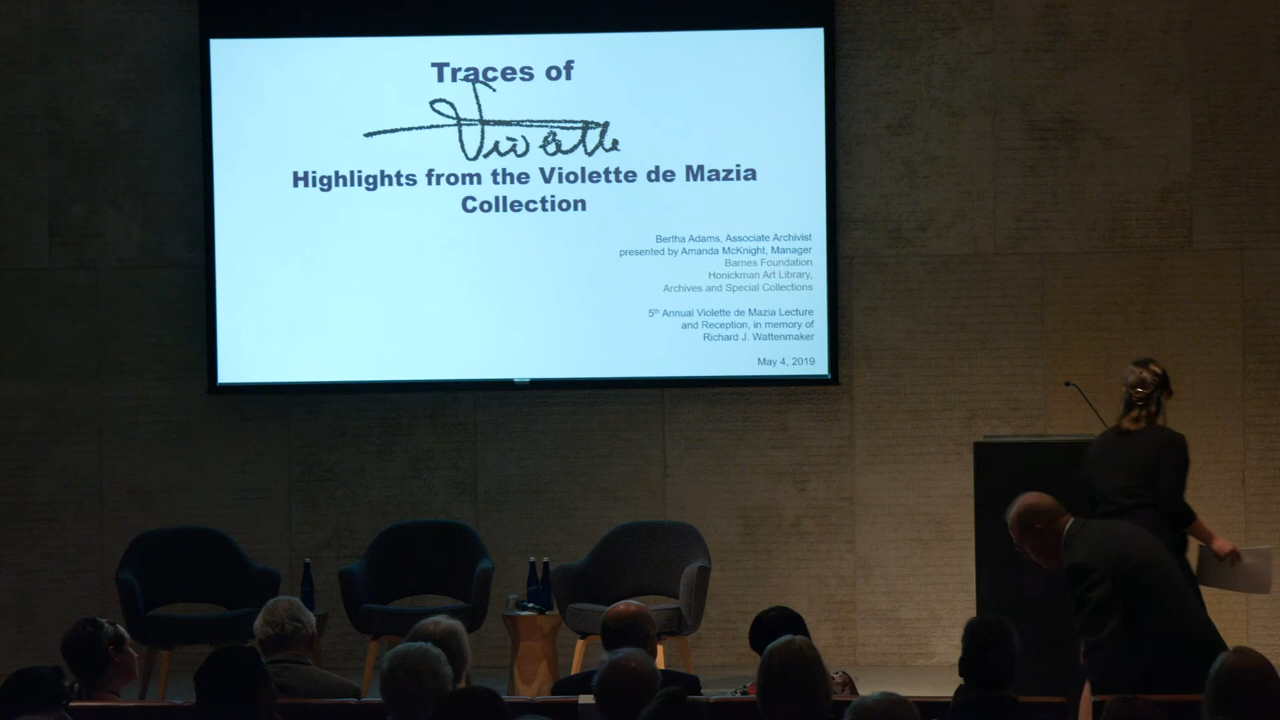 Traces of
Violette
Highlights from the Violette de Mazia
Collection
Bertha Adams, Associate Archivist
presented by Amanda McKnight, Manager
Barnes Foundation
Honickman Art Library,
Archives and Special Collections
5th Annual Violette de Mazia Lecture
and Reception, in memory of
Richard J. Wattenmaker
May 4, 2019